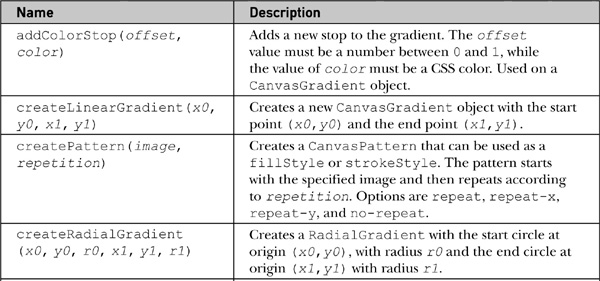 Name Description
addColorStop(offset, Adds a new stop to the gradient. The offset
color) value must be a number between 0 and 1, while
the value of color must be a CSS color. Used on a
CanvasGradient object.
createLinearGradient(x0, Creates a new CanvasGradient object with the start
y0, x1, y1) point (x0,y0) and the end point (x1,y1).
createPattern(image, Creates a CanvasPattern that can be used as a
repetition) fillStyle or strokeStyle. The pattern starts
with the specified image and then repeats according
to repetition. Options are repeat, repeat-x,
repeat-y, and no-repeat.
createRadialGradient Creates a RadialGradient with the start circle at
(x0, y0, r0, x1, y1, r1) origin (x0,y0), with radius r0 and the end circle at
origin (x1,y1) with radius r1.